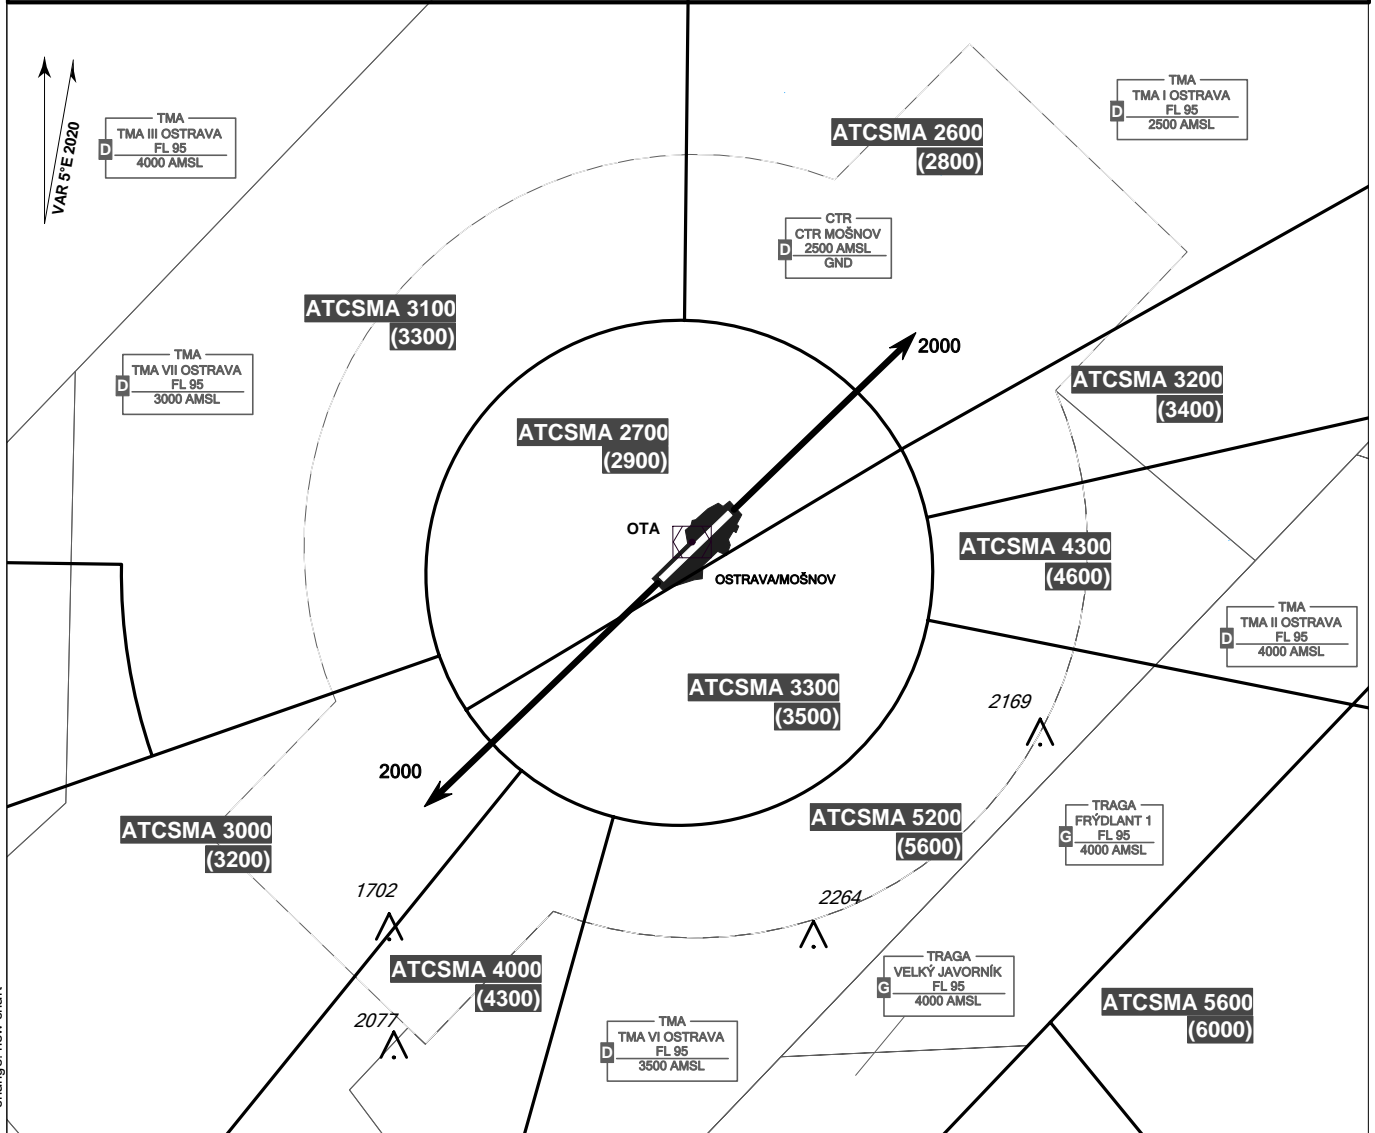 VAR 5°E 2020
TMA
TMA III OSTRAVA
FL 95
4000 AMSL
D
TMA
TMA I OSTRAVA
FL 95
2500 AMSL
D
ATCSMA 2600
(2800)
CTR
CTR MOŠNOV
2500 AMSL
GND
D
ATCSMA 3100
(3300)
2000
TMA
TMA VII OSTRAVA
FL 95
3000 AMSL
D
ATCSMA 3200
(3400)
ATCSMA 2700
(2900)
OTA
OSTRAVA/MOŠNOV
ATCSMA 4300
(4600)
TMA
TMA II OSTRAVA
FL 95
4000 AMSL
D
ATCSMA 3300
(3500)
2169
2000
ATCSMA 3000
(3200)
ATCSMA 5200
(5600)
TRAGA
FRÝDLANT 1
FL 95
4000 AMSL
G
1702
2264
ATCSMA 4000
(4300)
TRAGA
VELKÝ JAVORNÍK
FL 95
4000 AMSL
G
ATCSMA 5600
(6000)
2077
TMA
TMA VI OSTRAVA
FL 95
3500 AMSL
D